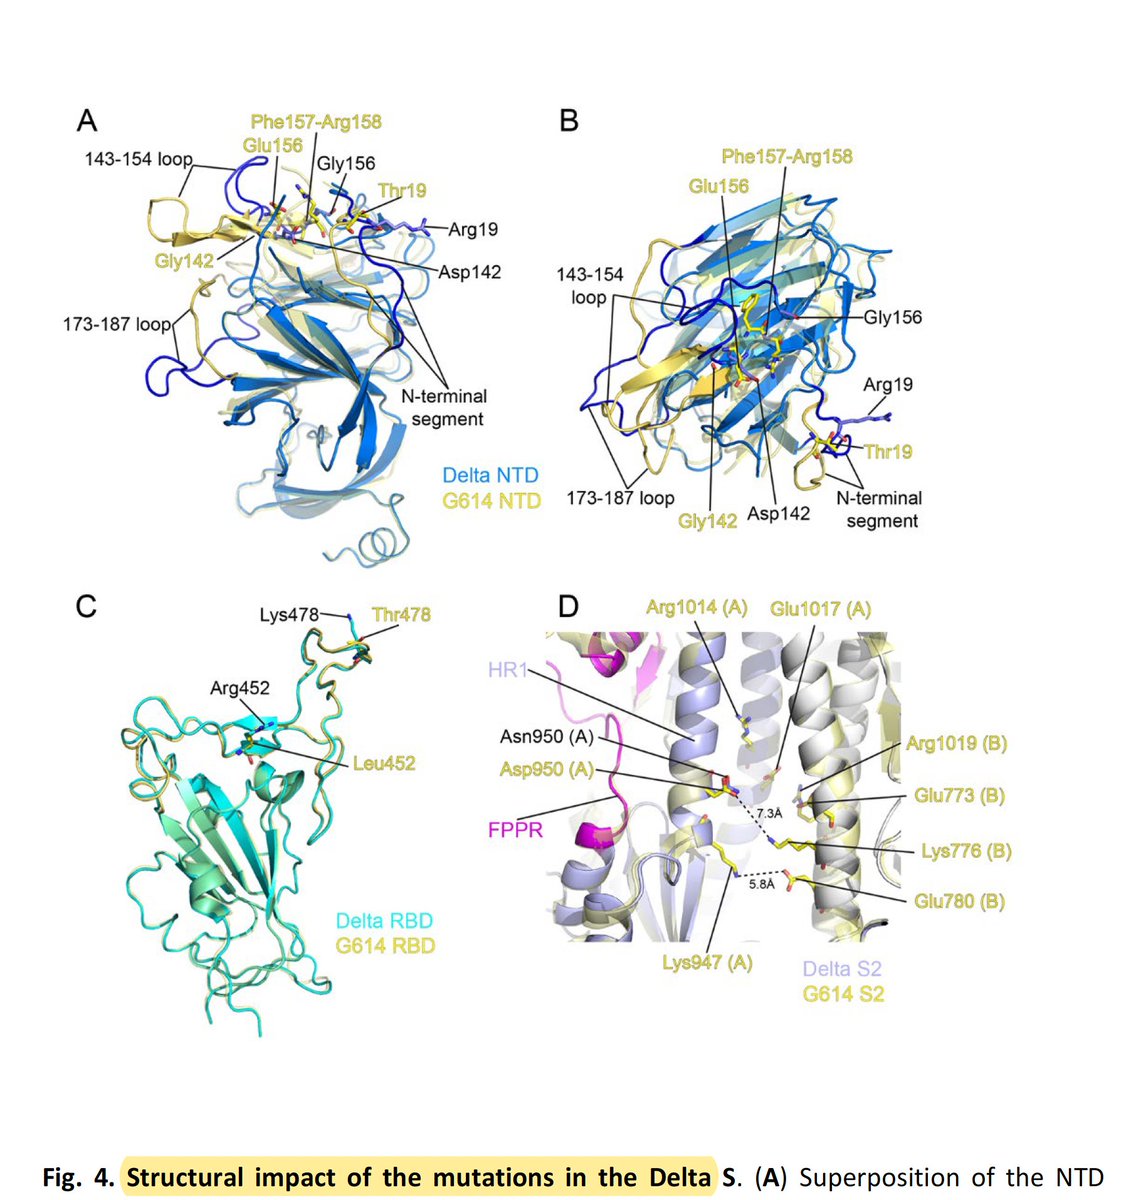 A
Phe157-Arg158
Glu156
143-154 loop
Gly156
Thr19
Arg19
Gly142
Asp142
173-187 loop
N-terminal
segment
Delta NTD
G614 NTD
B
Phe157-Arg158
Glu156
143-154
loop
Gly156
Arg19
Thr19
173-187 loop
Gly142
Asp142
N-terminal
segment
C
Lys478
Thr478
Arg452
Leu452
Delta RBD
G614 RBD
D
Arg1014 (A)
Glu1017 (A)
HR1
Asn950 (A)
Asp950 (A)
FPPR
Arg1019 (B)
Glu773 (B)
7.3Å
Lys776 (B)
5.8Å
Glu780 (B)
Lys947 (A)
Delta S2
G614 S2
Fig. 4. Structural impact of the mutations in the Delta S. (A) Superposition of the NTD